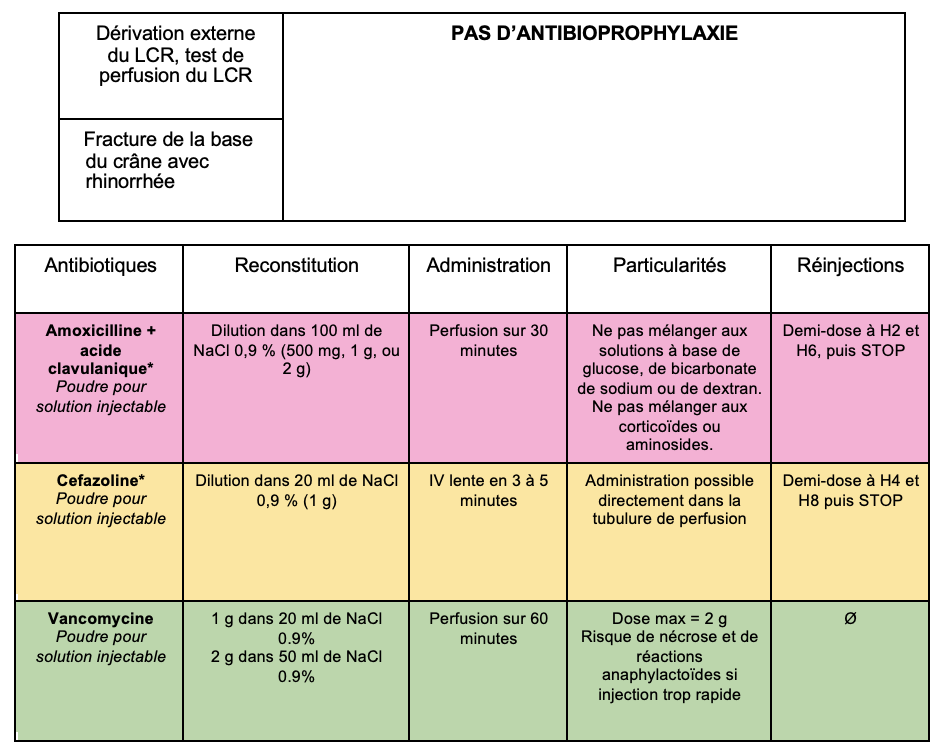 Dérivation externe
du LCR, test de
perfusion du LCR
PAS D’ANTIBIOPROPHYLAXIE
Fracture de la base
du crâne avec
rhinorrhée
Antibiotiques
Reconstitution
Administration
Particularités
Réinjections
Amoxicilline +
acide
clavulanique*
Poudre pour
solution injectable
Dilution dans 100 ml de
NaCl 0,9 % (500 mg, 1 g, ou
2 g)
Perfusion sur 30
minutes
Ne pas mélanger aux
solutions à base de
glucose, de bicarbonate
de sodium ou de dextran.
Ne pas mélanger aux
corticoïdes ou
aminosides.
Demi-dose à H2 et
H6, puis STOP
Cefazoline*
Poudre pour
solution injectable
Dilution dans 20 ml de NaCl
0,9 % (1 g)
IV lente en 3 à 5
minutes
Administration possible
directement dans la
tubulure de perfusion
Demi-dose à H4 et
H8 puis STOP
Vancomycine
Poudre pour
solution injectable
1 g dans 20 ml de NaCl
0.9%
2 g dans 50 ml de NaCl
0.9%
Perfusion sur 60
minutes
Dose max = 2 g
Risque de nécrose et de
réactions
anaphylactoïdes si
injection trop rapide
Ø